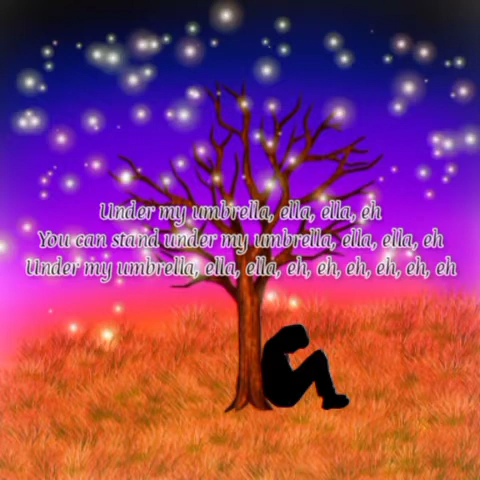 Under my umbrella, ella, ella, eh
You can stand under my umbrella, ella, ella, eh
Under my umbrella, ella, ella, eh, eh, eh, eh, eh, eh